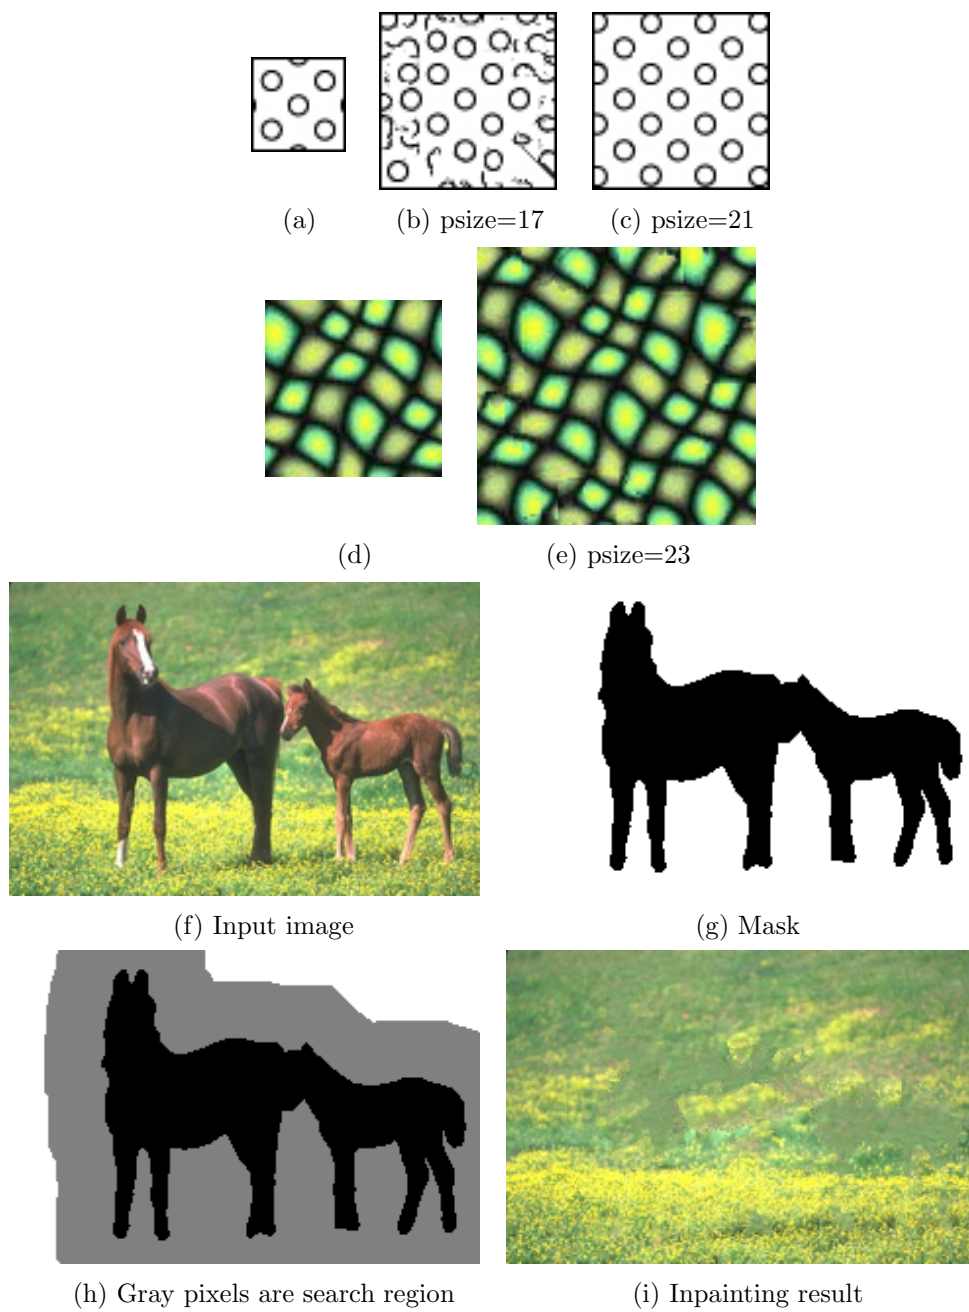 (a)
(b) psize=17
(c) psize=21
(d)
(e) psize=23
(f) Input image
(g) Mask
(h) Gray pixels are search region
(i) Inpainting result